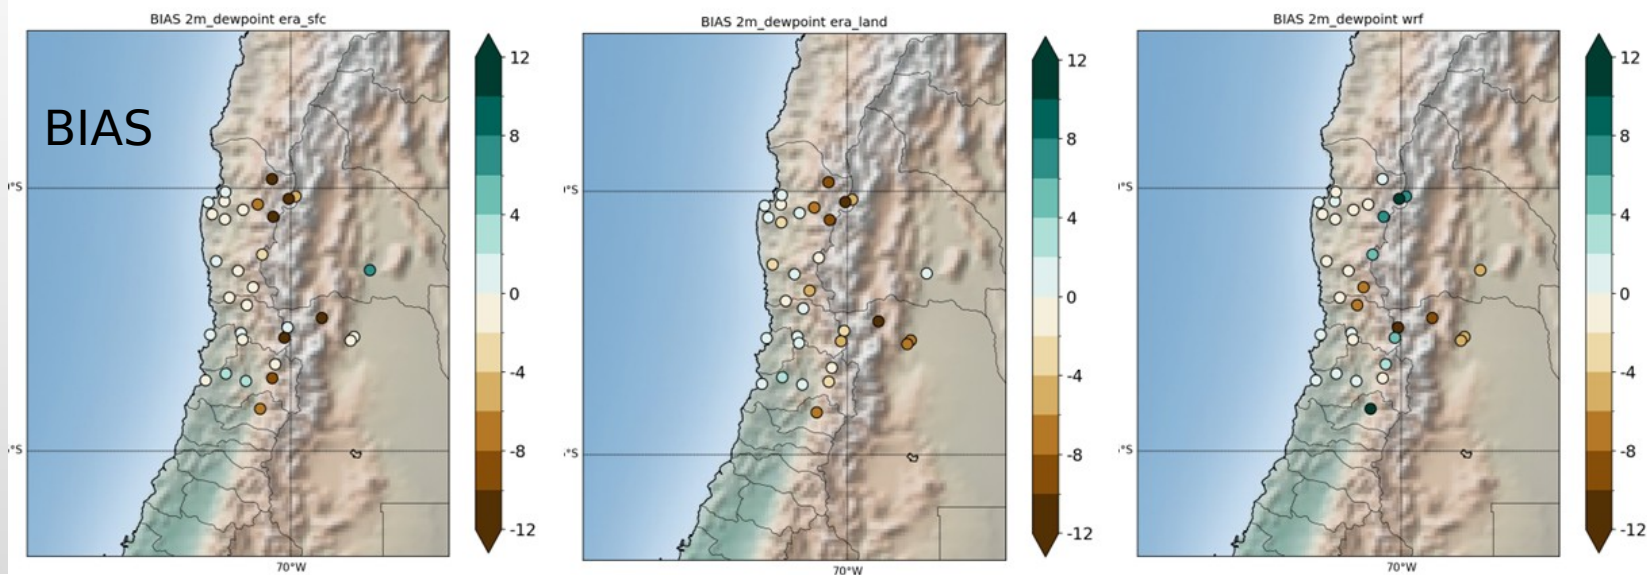 BIAS 2m_dewpoint era_sfc
BIAS
12
8
4
0
-4
-8
-12
°S
°S
70°W
BIAS 2m_dewpoint era_land
12
8
4
0
-4
-8
-12
°S
°S
70°W
BIAS 2m_dewpoint wrf
12
8
4
0
-4
-8
-12
°S
°S
70°W